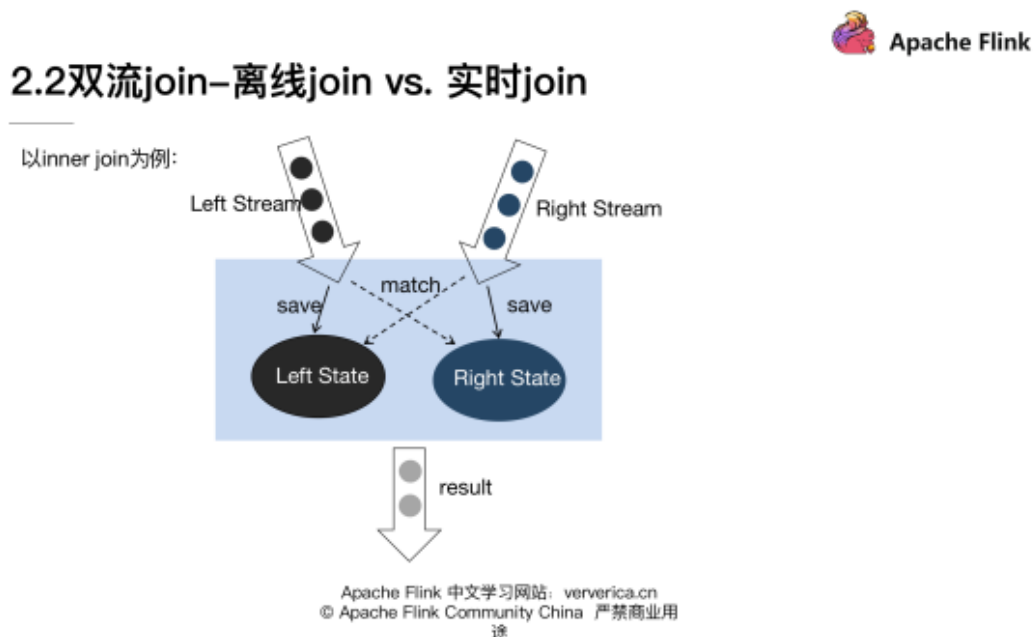 Apache Flink
2.2双流join–离线join vs. 实时join
以inner join为例：
Left Stream
Right Stream
match
save
save
Left State
Right State
result
Apache Flink 中文学习网站：ververica.cn
© Apache Flink Community China 严禁商业用
途